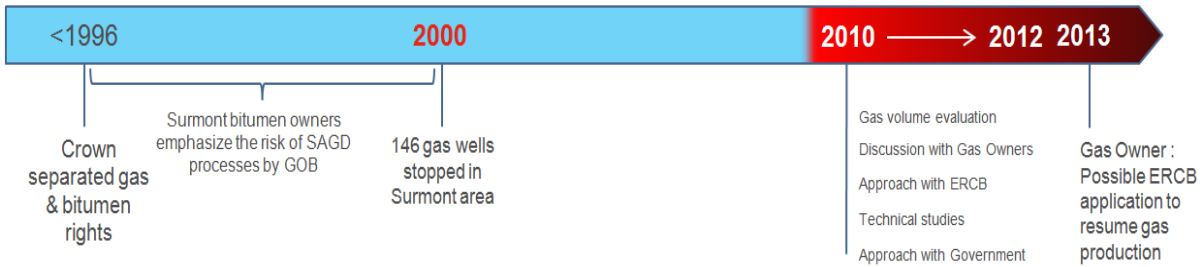 <1996
2000
2010
2012
2013
Surmont bitumen owners
emphasize the risk of SAGD
processes by GOB
Crown
separated gas
& bitumen
rights
146 gas wells
stopped in
Surmont area
Gas volume evaluation
Discussion with Gas Owners
Approach with ERCB
Technical studies
Approach with Government
Gas Owner :
Possible ERCB
application to
resume gas
production